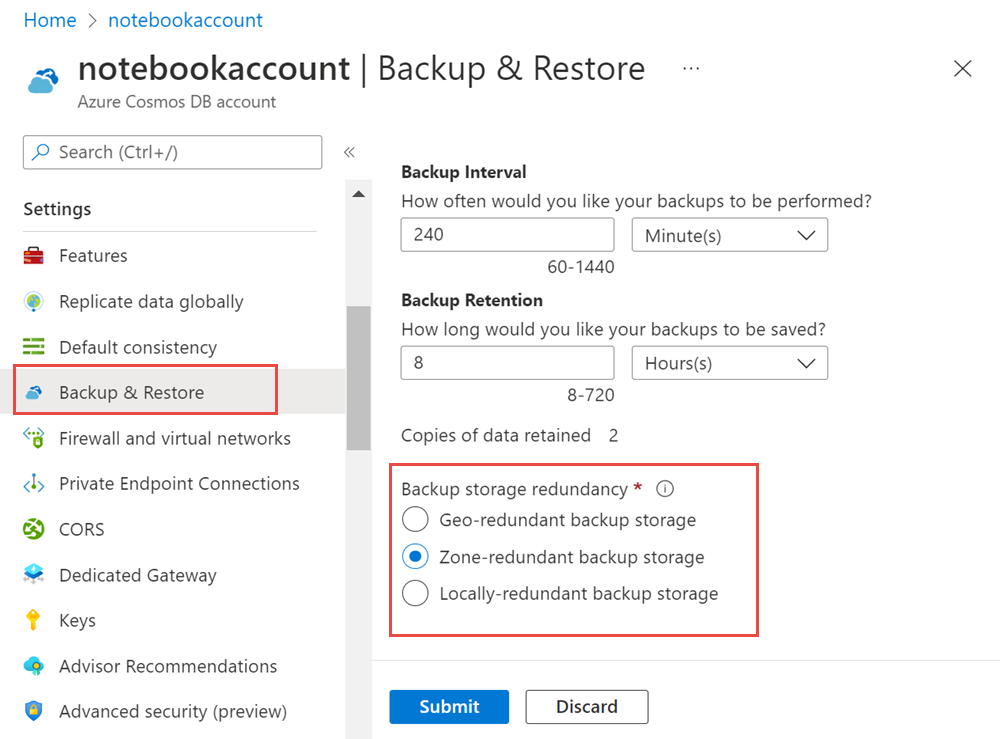 Home > notebookaccount
notebookaccount | Backup & Restore ...
Azure Cosmos DB account
Search (Ctrl+/) «
Settings
Features
Replicate data globally
Default consistency
Backup & Restore
Firewall and virtual networks
Private Endpoint Connections
CORS
Dedicated Gateway
Keys
Advisor Recommendations
Advanced security (preview)
Backup Interval
How often would you like your backups to be performed?
240 Minute(s)
60-1440
Backup Retention
How long would you like your backups to be saved?
8 Hours(s)
8-720
Copies of data retained 2
Backup storage redundancy *
Geo-redundant backup storage
Zone-redundant backup storage
Locally-redundant backup storage
Submit Discard